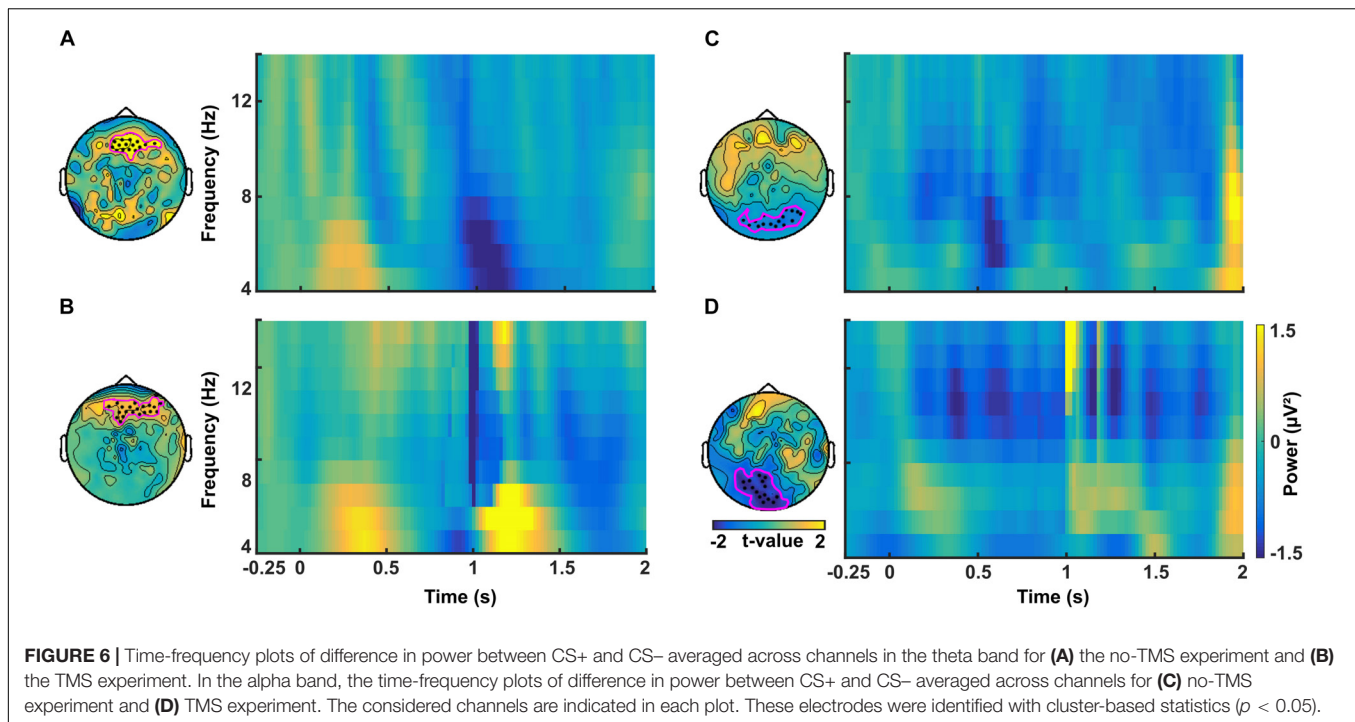 A
C
Frequency (Hz)
12
8
4
12
B
D
Frequency (Hz)
12
8
4
-0.25 0 0.5 1 1.5 2
Time (s)
-2 t-value 2
-0.25 0 0.5 1 1.5 2
Time (s)
1.5
0
-1.5
Power (µV²)
FIGURE 6 | Time-frequency plots of difference in power between CS+ and CS– averaged across channels in the theta band for (A) the no-TMS experiment and (B)
the TMS experiment. In the alpha band, the time-frequency plots of difference in power between CS+ and CS– averaged across channels for (C) no-TMS
experiment and (D) TMS experiment. The considered channels are indicated in each plot. These electrodes were identified with cluster-based statistics (p < 0.05).